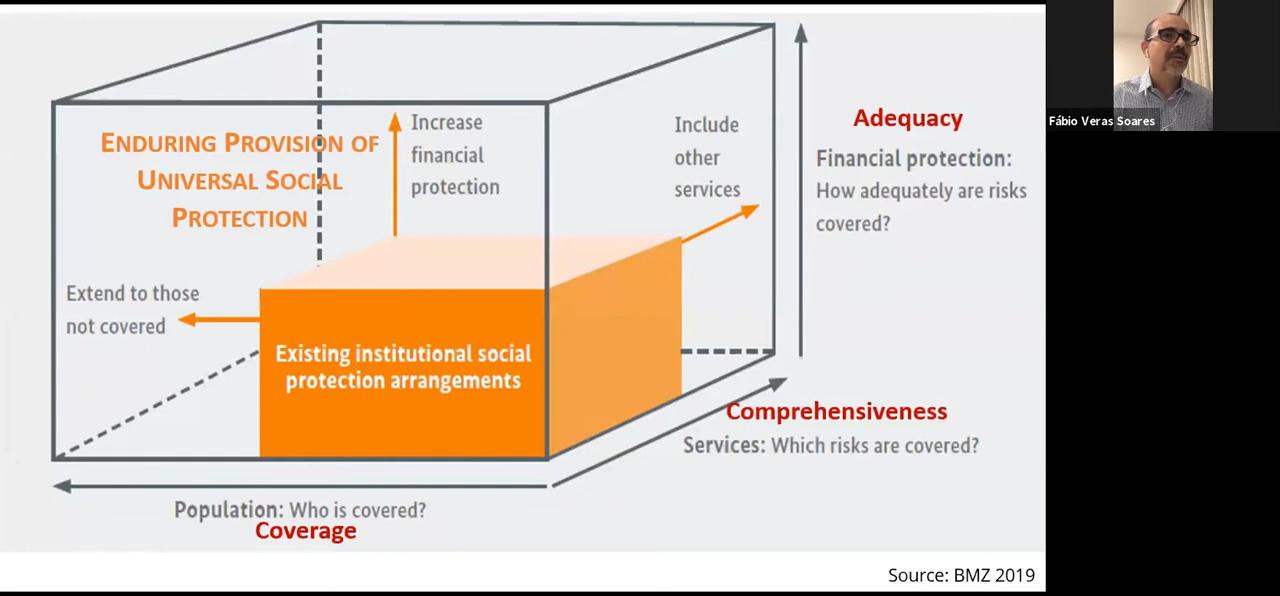 ENDURING PROVISION OF
UNIVERSAL SOCIAL
PROTECTION
Increase
financial
protection
Include
other
services
Extend to those
not covered
Existing institutional social
protection arrangements
Adequacy
Financial protection:
How adequately are risks
covered?
Comprehensiveness
Services: Which risks are covered?
Population: Who is covered?
Coverage
Source: BMZ 2019
Fábio Veras Soares